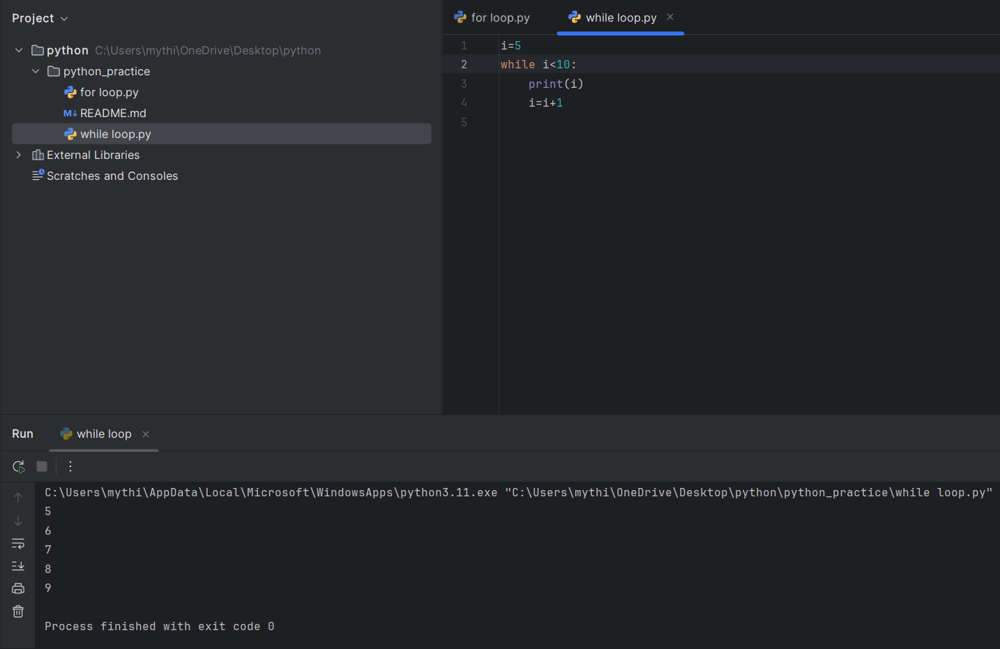 Project
python C:\Users\mythi\OneDrive\Desktop\python
python_practice
for loop.py
M↓ README.md
while loop.py
External Libraries
Scratches and Consoles
for loop.py while loop.py
1 i=5
2 while i<10:
3     print(i)
4     i=i+1
5
Run while loop
C:\Users\mythi\AppData\Local\Microsoft\WindowsApps\python3.11.exe "C:\Users\mythi\OneDrive\Desktop\python\python_practice\while loop.py"
5
6
7
8
9
Process finished with exit code 0